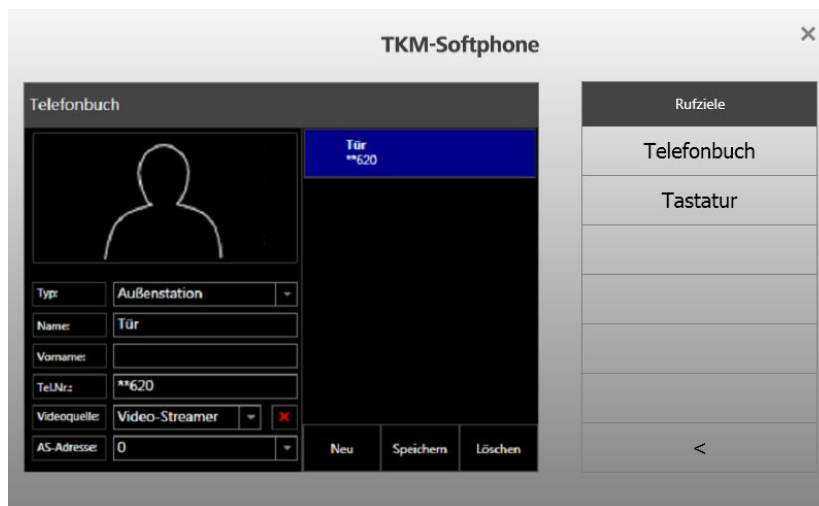 TKM-Softphone
×
Telefonbuch
Tür
**620
Typ:
Außenstation
Name:
Tür
Vorname:
Tel.Nr.:
**620
Videoquelle:
Video-Streamer
AS-Adresse:
0
Neu
Speichern
Löschen
Rufziele
Telefonbuch
Tastatur
<